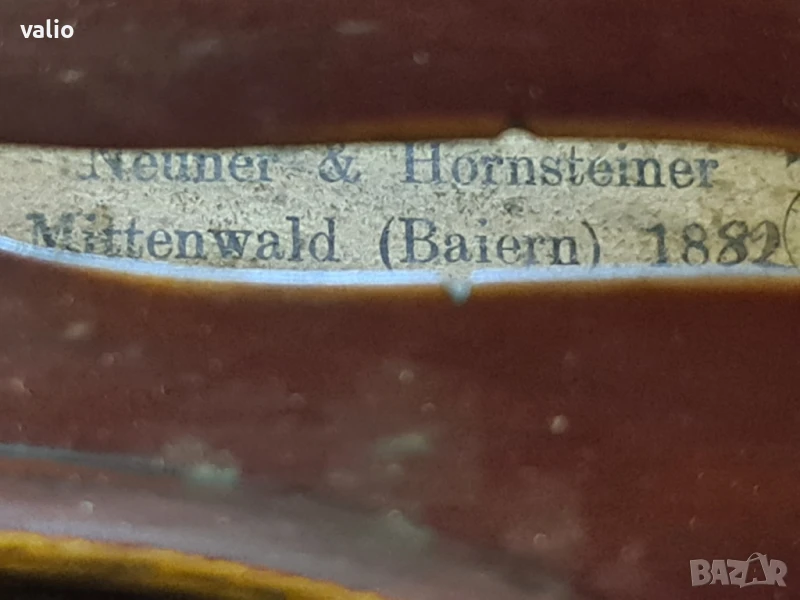 valio
Neuner & Hornsteiner
Mittenwald (Baiern) 1882
BAZAR